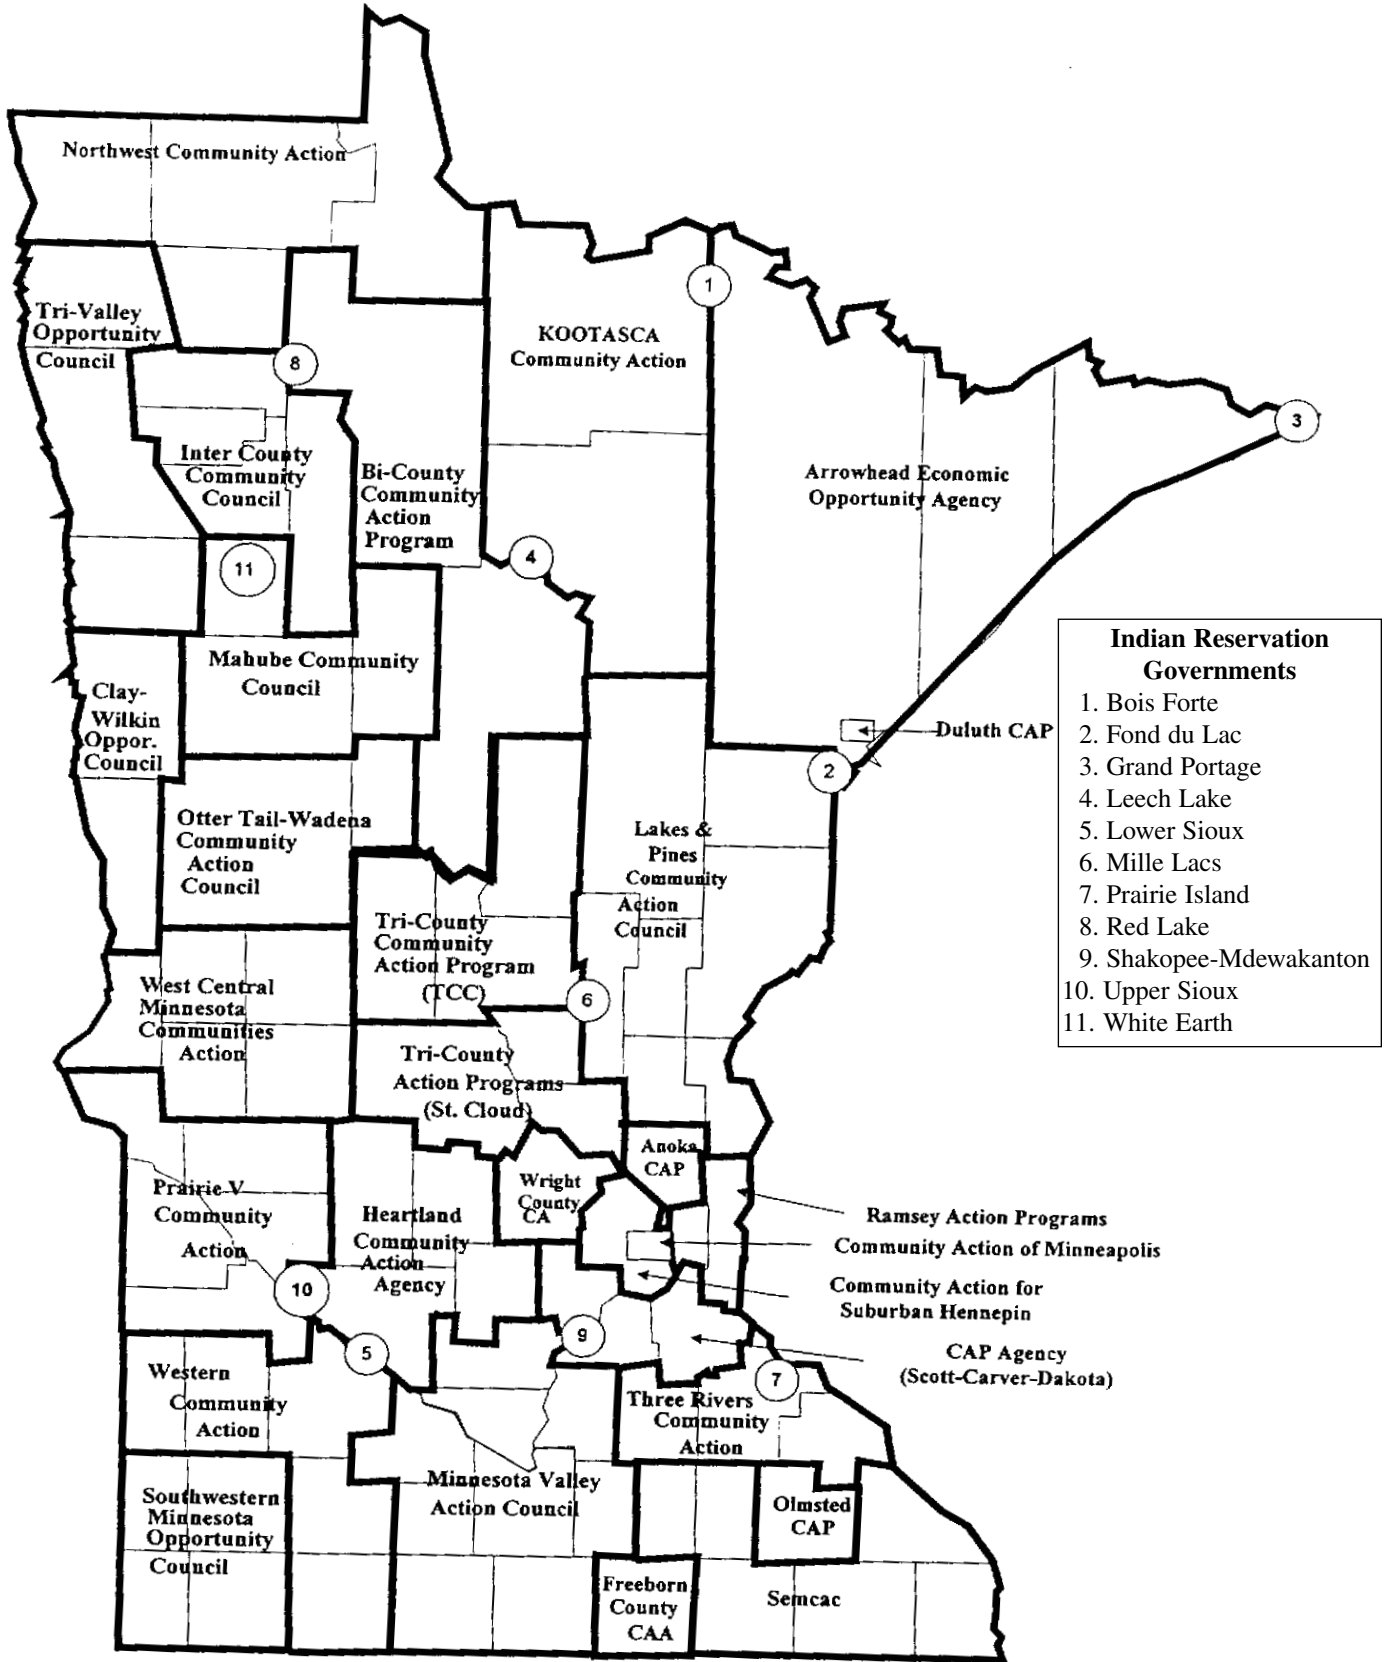 Northwest Community Action
1
Tri-Valley
Opportunity
Council
KOOTASCA
Community Action
8
3
Inter County
Community
Council
Bi-County
Community
Action
Program
Arrowhead Economic
Opportunity Agency
4
11
Mahube Community
Council
Clay-
Wilkin
Oppor.
Council
Indian Reservation
Governments
1. Bois Forte
2. Fond du Lac
3. Grand Portage
4. Leech Lake
5. Lower Sioux
6. Mille Lacs
7. Prairie Island
8. Red Lake
9. Shakopee-Mdewakanton
10. Upper Sioux
11. White Earth
Duluth CAP
2
Otter Tail-Wadena
Community
Action
Council
Lakes &
Pines
Community
Action
Council
Tri-County
Community
Action Program
(TCC)
West Central
Minnesota
Communities
Action
6
Tri-County
Action Programs
(St. Cloud)
Anoka
CAP
Wright
County
CA
Prairie V
Community
Action
Heartland
Community
Action
Agency
Ramsey Action Programs
Community Action of Minneapolis
Community Action for
Suburban Hennepin
10
9
5
CAP Agency
(Scott-Carver-Dakota)
7
Western
Community
Action
Three Rivers
Community
Action
Minnesota Valley
Action Council
Southwestern
Minnesota
Opportunity
Council
Olmsted
CAP
Freeborn
County
CAA
Semcac